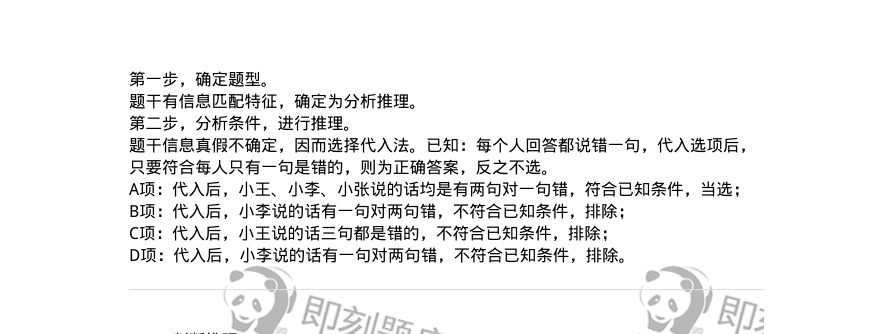 第一步，确定题型。
题干有信息匹配特征，确定为分析推理。
第二步，分析条件，进行推理。
题干信息真假不确定，因而选择代入法。已知：每个人回答都说错一句，代入选项后，
只要符合每人只有一句是错的，则为正确答案，反之不选。
A项：代入后，小王、小李、小张说的话均是有两句对一句错，符合已知条件，当选；
B项：代入后，小李说的话有一句对两句错，不符合已知条件，排除；
C项：代入后，小王说的话三句都是错的，不符合已知条件，排除；
D项：代入后，小李说的话有一句对两句错，不符合已知条件，排除。
即刻题库
即刻